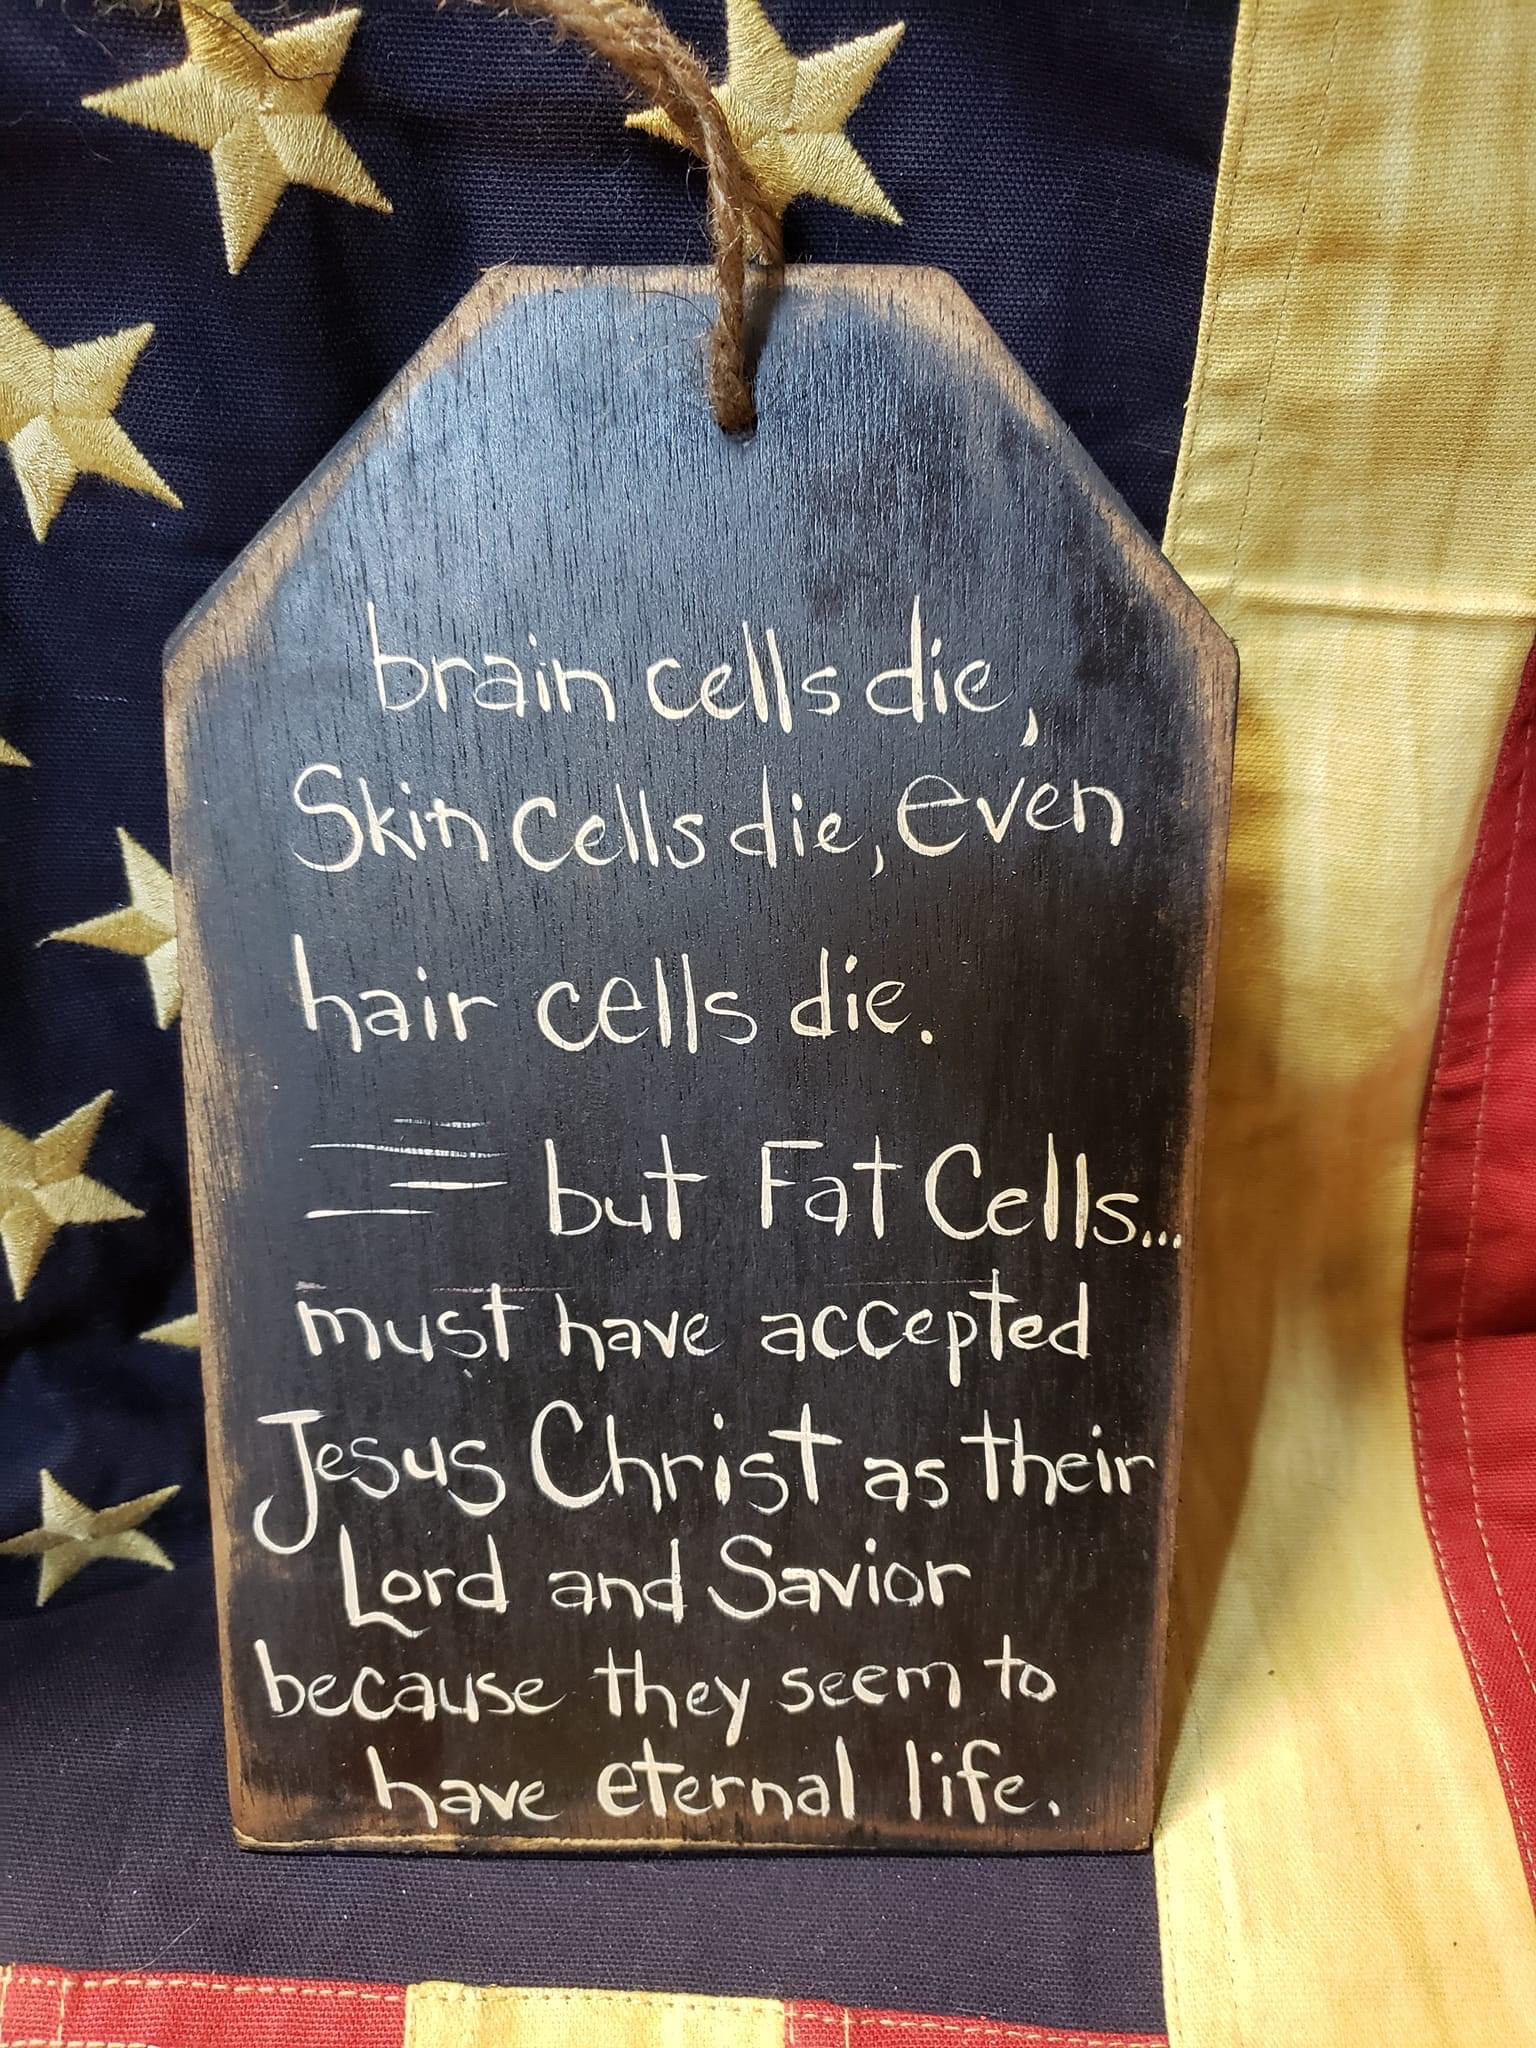 brain cells die,
Skin cells die, even
hair cells die.
but Fat Cells...
must have accepted
Jesus Christ as their
Lord and Savior
because they seem to
have eternal life.